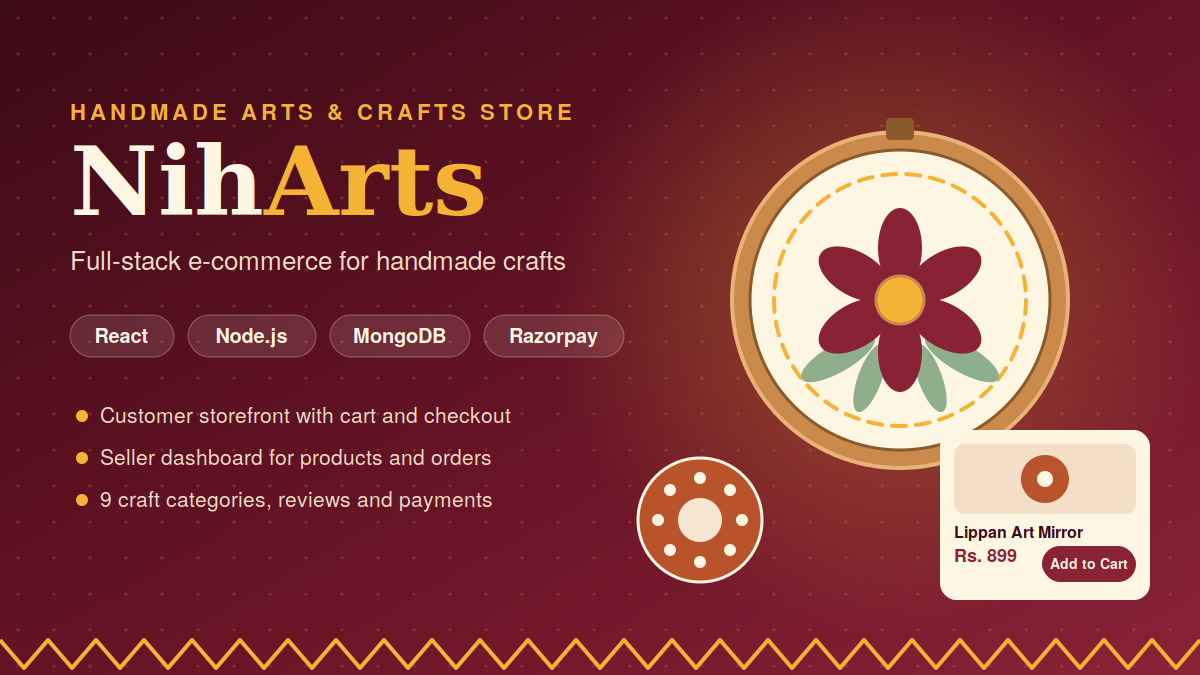 HANDMADE ARTS & CRAFTS STORE
NihArts
Full-stack e-commerce for handmade crafts
React
Node.js
MongoDB
Razorpay
Customer storefront with cart and checkout
Seller dashboard for products and orders
9 craft categories, reviews and payments
Lippan Art Mirror
Rs. 899
Add to Cart